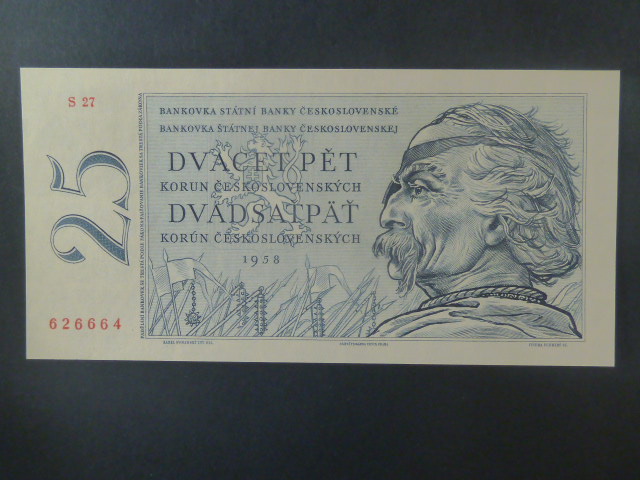 S 27
BANKOVKA STÁTNÍ BANKY ČESKOSLOVENSKÉ
BANKOVKA ŠTÁTNEJ BANKY ČESKOSLOVENSKEJ
DVACET PĚT
KORUN ČESKOSLOVENSKÝCH
DVADSAŤPÄŤ
KORÚN ČESKOSLOVENSKÝCH
1958
25
626664